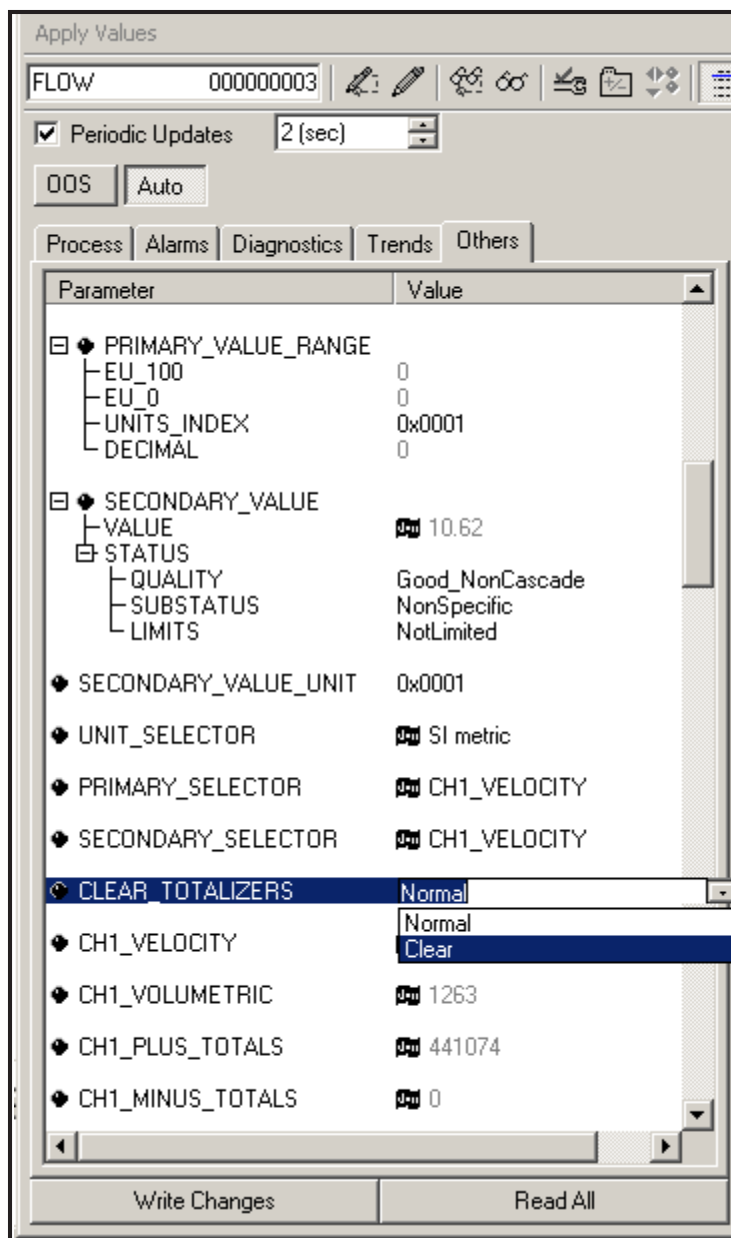 Apply Values
FLOW 000000003
Periodic Updates 2 (sec)
OOS Auto
Process Alarms Diagnostics Trends Others
Parameter Value
PRIMARY_VALUE_RANGE
EU_100 0
EU_0 0
UNITS_INDEX 0x0001
DECIMAL 0
SECONDARY_VALUE
VALUE 10.62
STATUS
QUALITY Good_NonCascade
SUBSTATUS NonSpecific
LIMITS NotLimited
SECONDARY_VALUE_UNIT 0x0001
UNIT_SELECTOR SI metric
PRIMARY_SELECTOR CH1_VELOCITY
SECONDARY_SELECTOR CH1_VELOCITY
CLEAR_TOTALIZERS Normal
Normal
CH1_VELOCITY Clear
CH1_VOLUMETRIC 1263
CH1_PLUS_TOTALS 441074
CH1_MINUS_TOTALS 0
Write Changes Read All